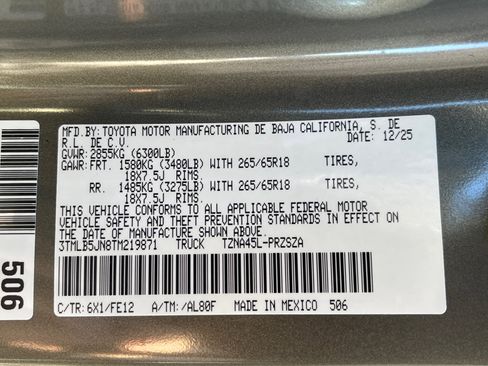 MFD.BY:TOYOTA MOTOR MANUFACTURING DE BAJA CALIFORNIA, S. DE
R.L. DE C.V. DATE: 12/25
GVWR: 2855KG (6300LB)
GAWR: FRT. 1580KG (3480LB) WITH 265/65R18 TIRES,
18X7.5J RIMS.
RR. 1485KG (3275LB) WITH 265/65R18 TIRES,
18X7.5J RIMS.
THIS VEHICLE CONFORMS TO ALL APPLICABLE FEDERAL MOTOR
VEHICLE SAFETY AND THEFT PREVENTION STANDARDS IN EFFECT ON
THE DATE OF MANUFACTURE SHOWN ABOVE.
3TMLB5JN8TM219871 TRUCK TZNA45L-PRZSZA
C/TR: 6X1/FE12 A/TM: /AL80F MADE IN MEXICO 506
506